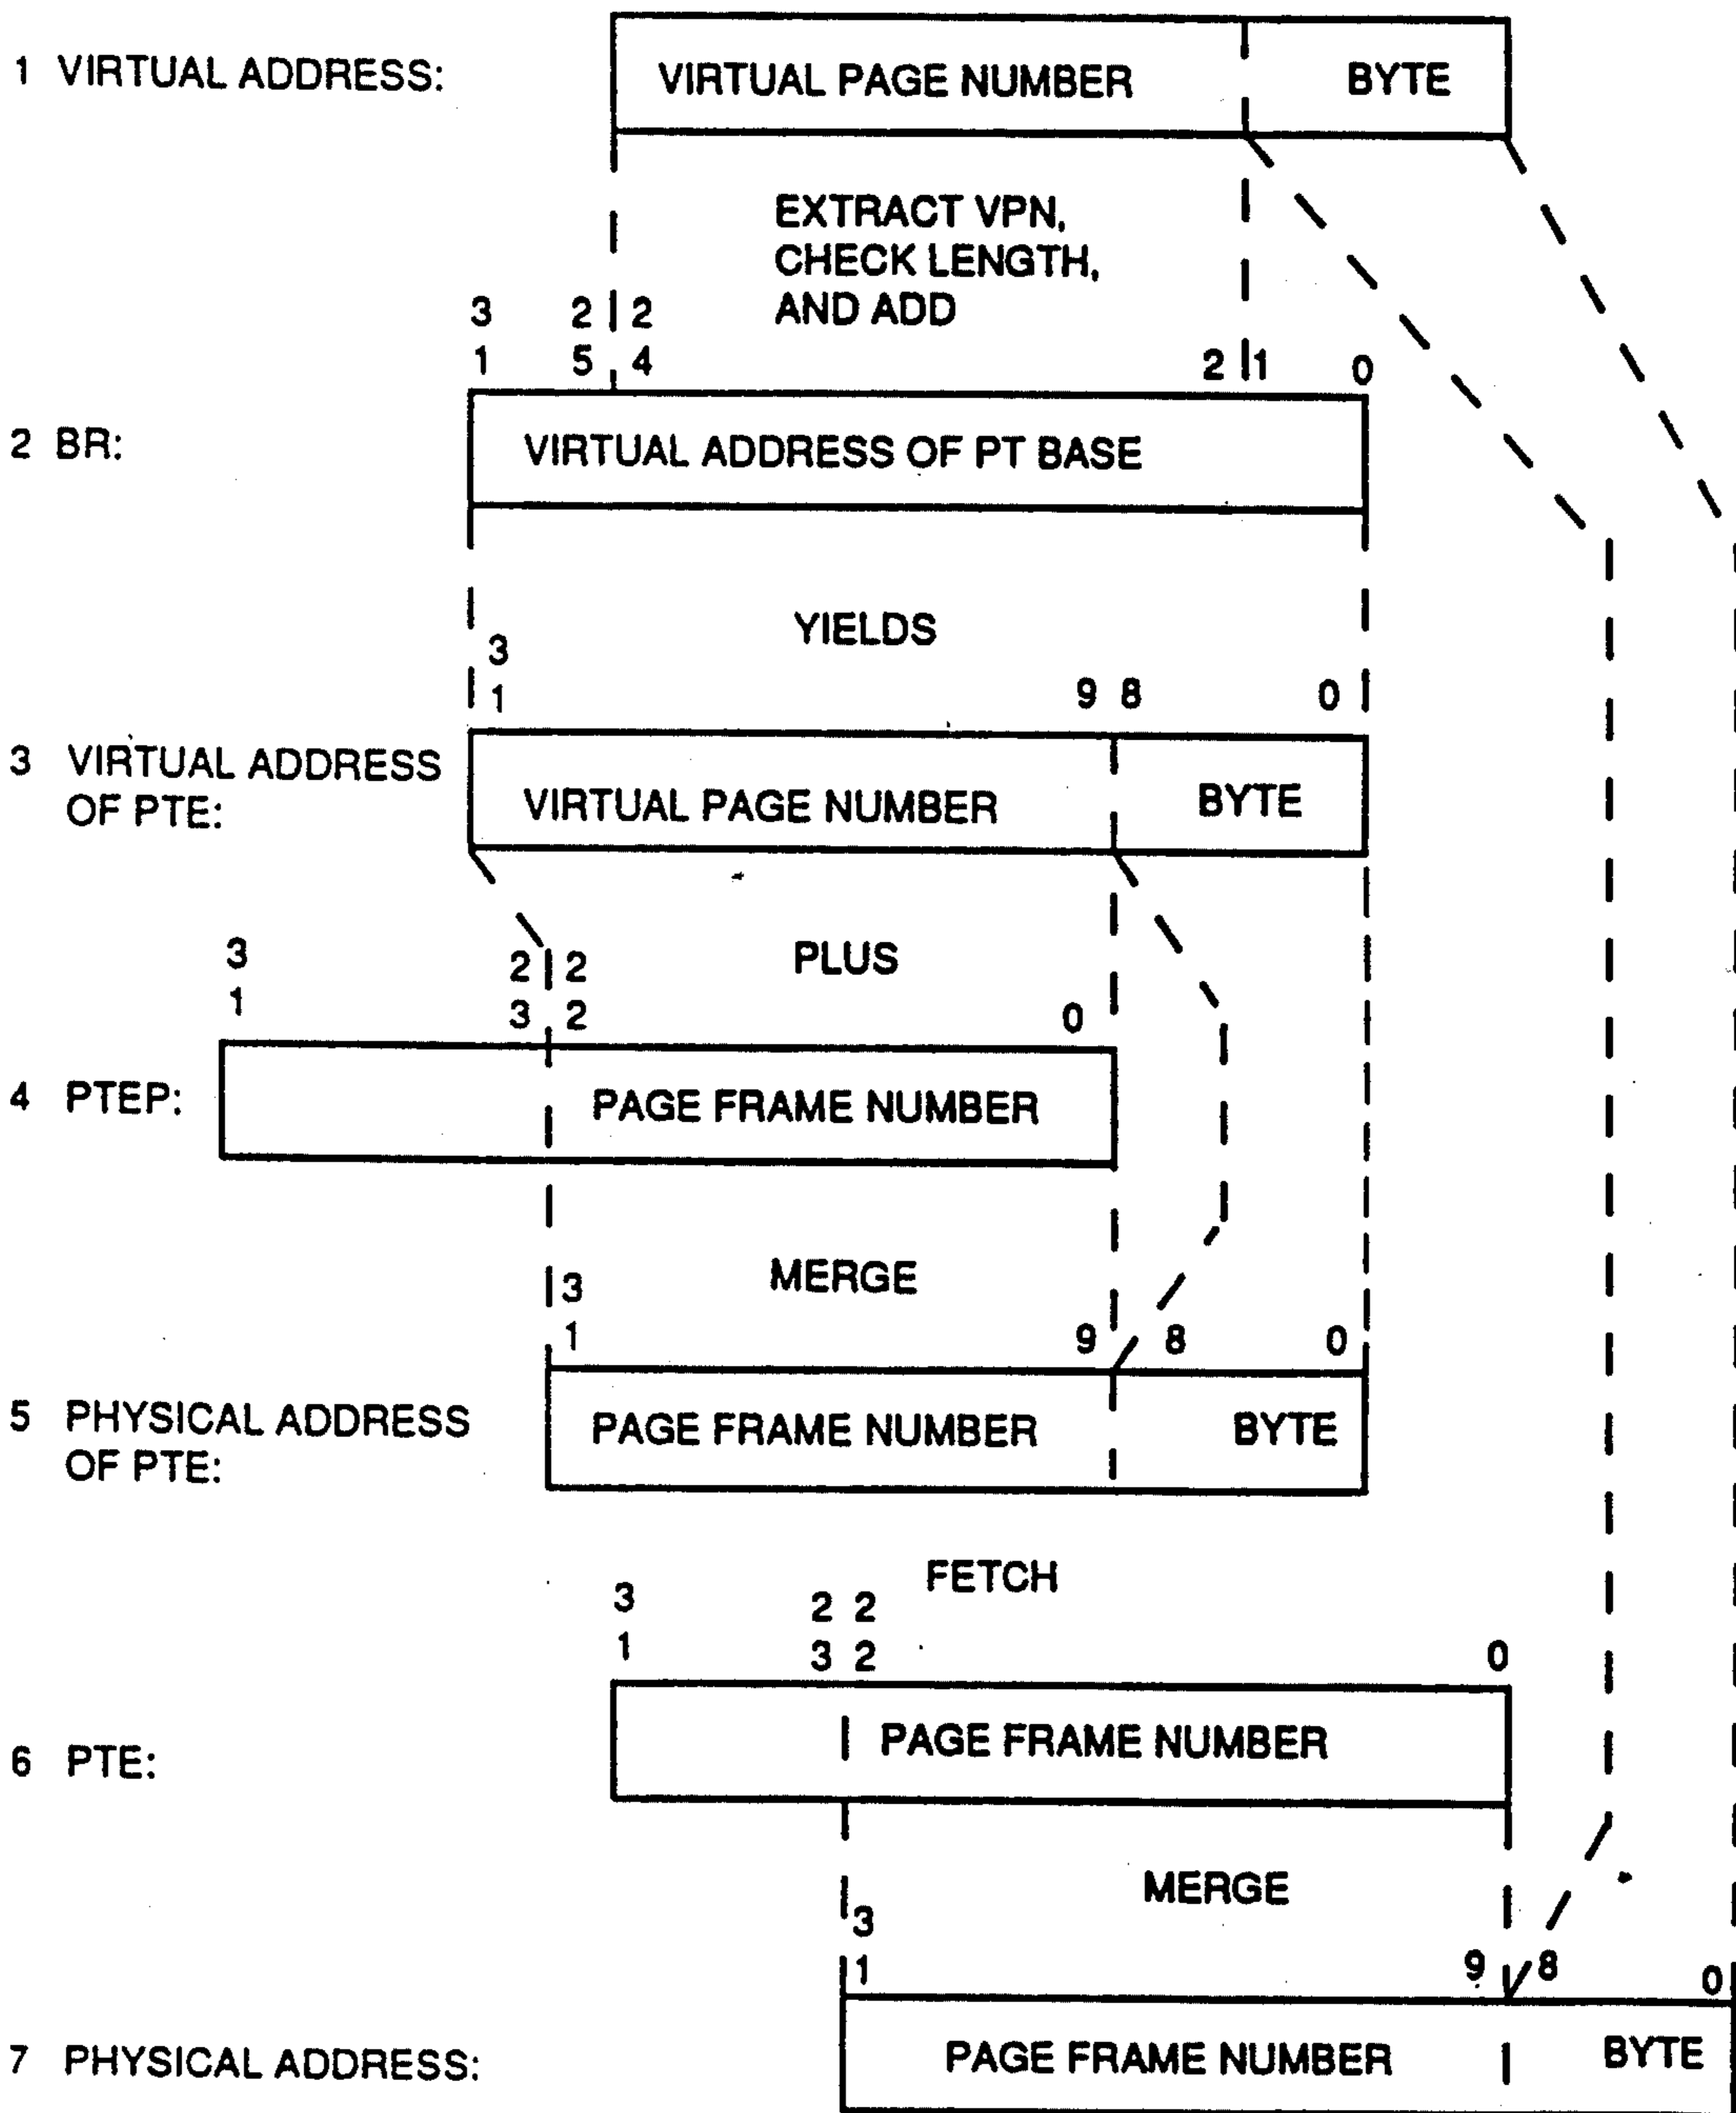 1 VIRTUAL ADDRESS:
VIRTUAL PAGE NUMBER BYTE
EXTRACT VPN,
CHECK LENGTH,
AND ADD
3 2 2
1 5 4 2 1 0
2 BR:
VIRTUAL ADDRESS OF PT BASE
YIELDS
3
1 9 8 0
3 VIRTUAL ADDRESS
OF PTE:
VIRTUAL PAGE NUMBER BYTE
PLUS
3 2 2
1 3 2 0
4 PTEP:
PAGE FRAME NUMBER
MERGE
3
1 9 8 0
5 PHYSICAL ADDRESS
OF PTE:
PAGE FRAME NUMBER BYTE
FETCH
3 2 2
1 3 2 0
6 PTE:
PAGE FRAME NUMBER
MERGE
3
1 9 8 0
7 PHYSICAL ADDRESS:
PAGE FRAME NUMBER BYTE